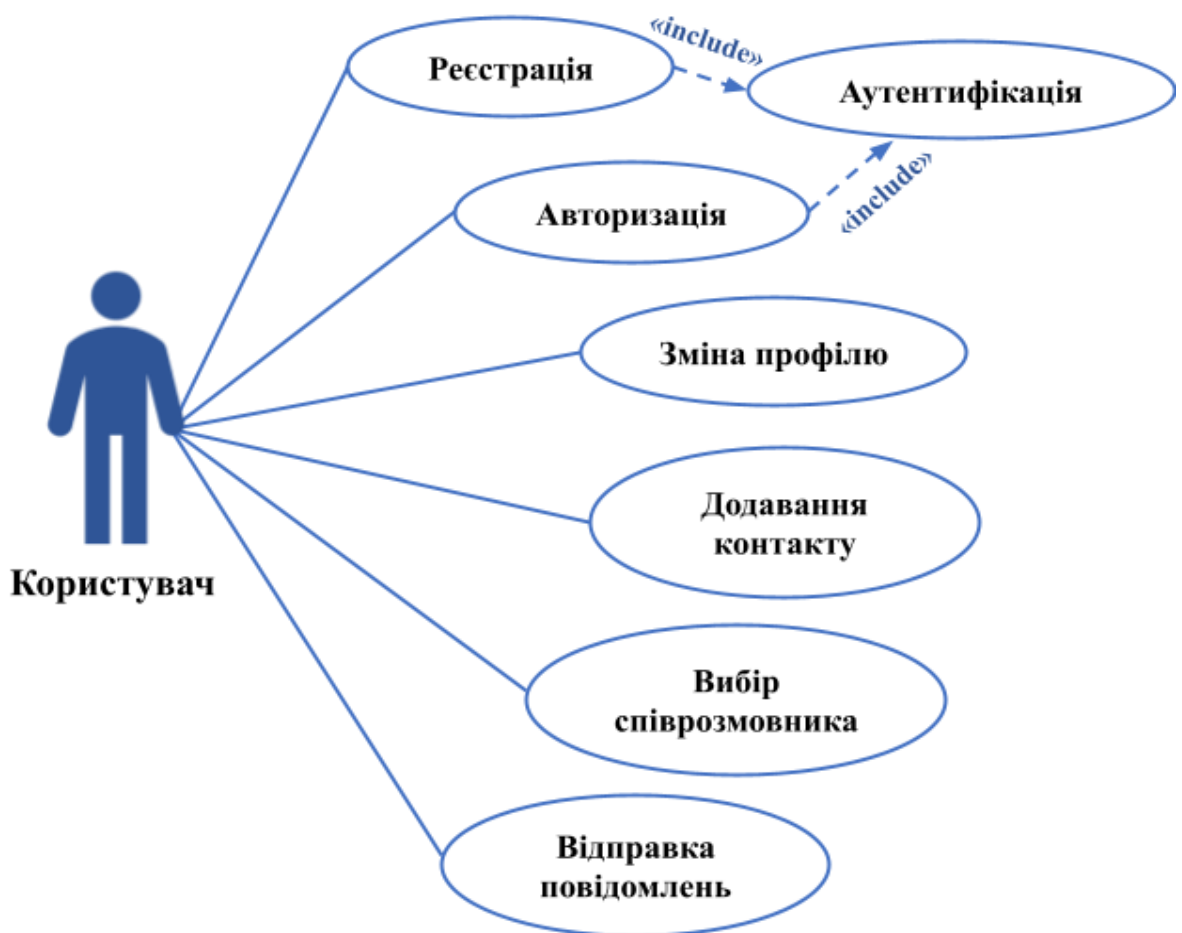 «include»
Реєстрація
Аутентифікація
Авторизація
«include»
Зміна профілю
Додавання
контакту
Користувач
Вибір
співрозмовника
Відправка
повідомлень